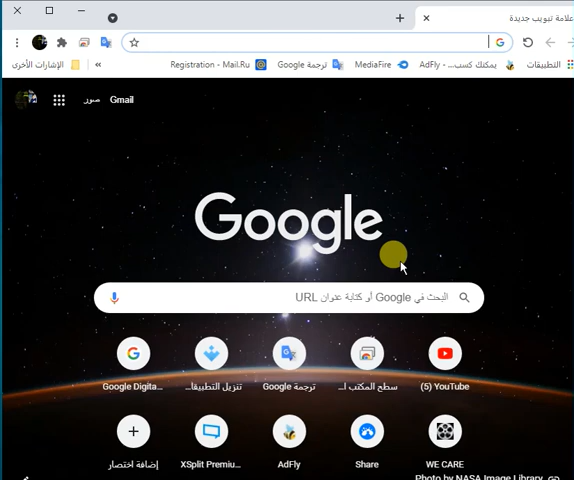 علامة تبويب جديدة
التطبيقات
يمكنك كسب... - AdFly
MediaFire
ترجمة Google
Registration - Mail.Ru
»
الإشارات الأخرى
Gmail
صور
Google
البحث في Google أو كتابة عنوان URL
(5) YouTube
سطح المكتب ا...
ترجمة Google
تنزيل التطبيقا...
Google Digita...
WE CARE
Share
AdFly
XSplit Premiu...
إضافة اختصار
Photo by NASA Image Library